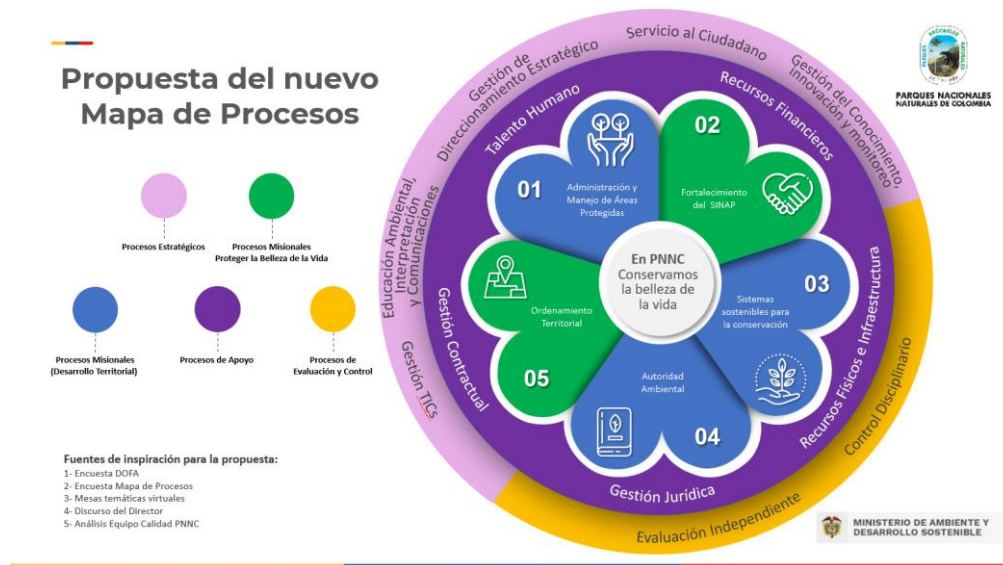 Propuesta del nuevo
Mapa de Procesos
Procesos Estratégicos
Procesos Misionales
Proteger la Belleza de la Vida
Procesos Misionales
(Desarrollo Territorial)
Procesos de Apoyo
Procesos de
Evaluación y Control
Fuentes de inspiración para la propuesta:
1- Encuesta DOFA
2- Encuesta Mapa de Procesos
3- Mesas temáticas virtuales
4- Discurso del Director
5- Análisis Equipo Calidad PNNC
Gestión TICs.
Educación Ambiental,
Interpretación
y Comunicaciones
Gestión de
Direccionamiento Estratégico
Servicio al Ciudadano
Gestión del Conocimiento,
innovación y monitoreo
Control Disciplinario
Evaluación Independiente
Gestión Contractual
Talento Humano
Recursos Financieros
Recursos Físicos e Infraestructura
Gestión Jurídica
01
Administración y
Manejo de Áreas
Protegidas
02
Fortalecimiento
del SINAP
03
Sistemas
sostenibles para
la conservación
04
Autoridad
Ambiental
05
Ordenamiento
Territorial
En PNNC
Conservamos
la belleza de
la vida
PARQUES NACIONALES
NATURALES DE COLOMBIA
MINISTERIO DE AMBIENTE Y
DESARROLLO SOSTENIBLE